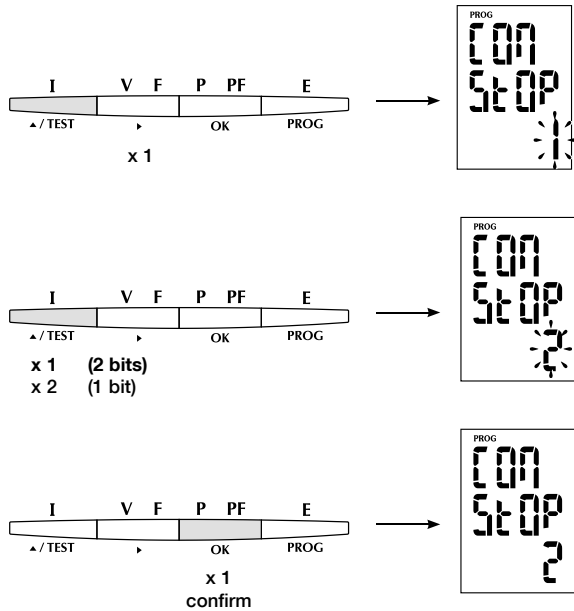 PROG
COM
StOP
1
I V F P PF E
▲ / TEST ▶ OK PROG
x 1
PROG
COM
StOP
2
I V F P PF E
▲ / TEST ▶ OK PROG
x 1 (2 bits)
x 2 (1 bit)
PROG
COM
StOP
2
I V F P PF E
▲ / TEST ▶ OK PROG
x 1
confirm